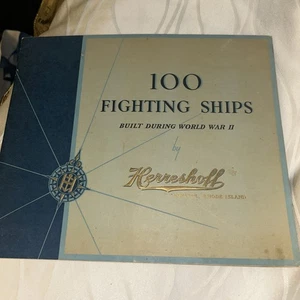 100
FIGHTING SHIPS
BUILT DURING WORLD WAR II
by
Herreshoff